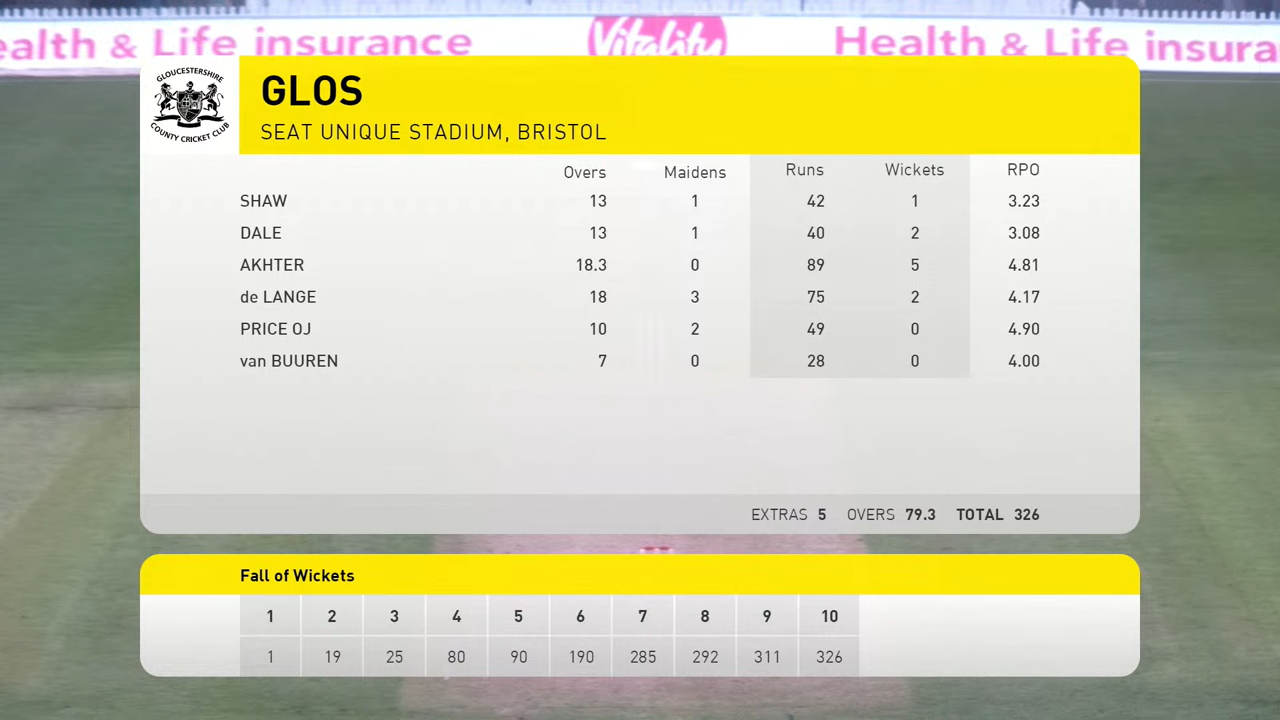 ealth & Life insurance Vitality Health & Life insura
GLOUCESTERSHIRE
COUNTY CRICKET CLUB
GLOS
SEAT UNIQUE STADIUM, BRISTOL
Overs Maidens Runs Wickets RPO
SHAW 13 1 42 1 3.23
DALE 13 1 40 2 3.08
AKHTER 18.3 0 89 5 4.81
de LANGE 18 3 75 2 4.17
PRICE OJ 10 2 49 0 4.90
van BUUREN 7 0 28 0 4.00
EXTRAS 5 OVERS 79.3 TOTAL 326
Fall of Wickets
1 2 3 4 5 6 7 8 9 10
1 19 25 80 90 190 285 292 311 326